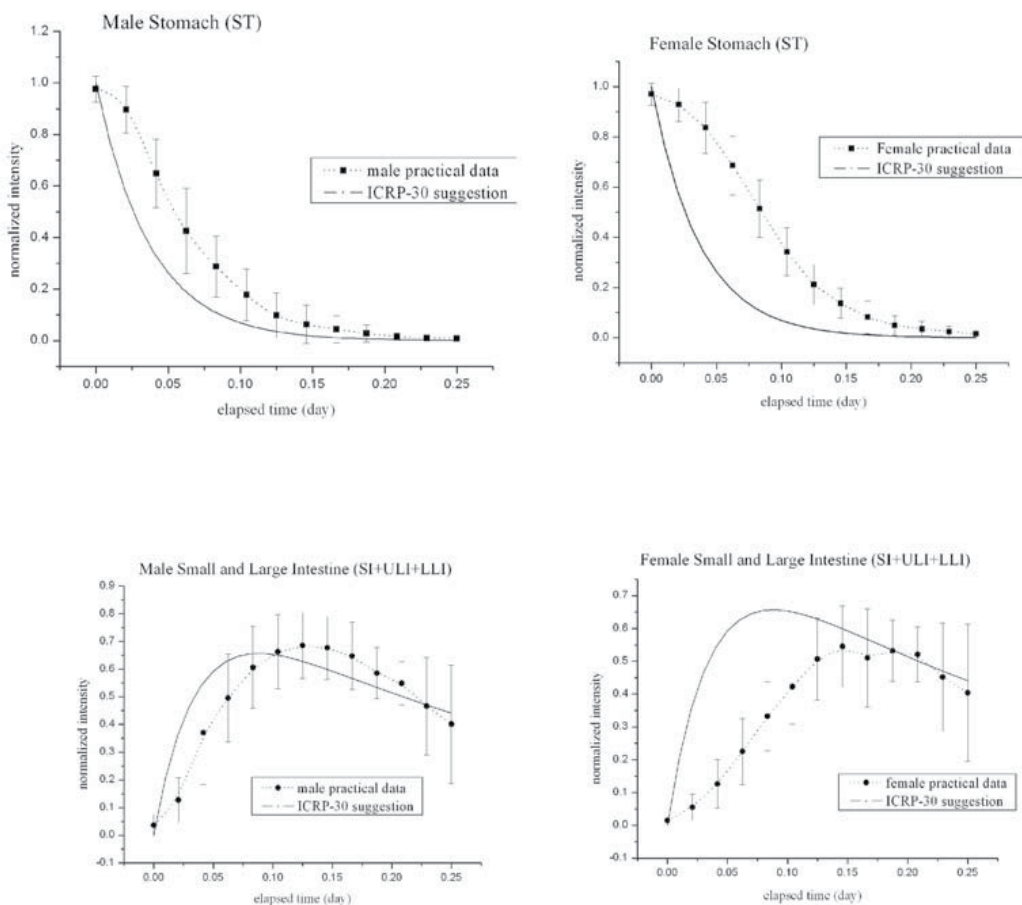 Male Stomach (ST)
1.0
0.8
0.6
0.4
0.2
0.0
normalized intensity
male practical data
ICRP-30 suggestion
0.00 0.05 0.10 0.15 0.20 0.25
elapsed time (day)
Female Stomach (ST)
1.0
0.8
0.6
0.4
0.2
0.0
normalized intensity
Female practical data
ICRP-30 suggestion
0.00 0.05 0.10 0.15 0.20 0.25
elapsed time (day)
Male Small and Large Intestine (SI+ULI+LLI)
0.9
0.8
0.7
0.6
0.5
0.4
0.3
0.2
0.1
0.0
-0.1
normalized intensity
male practical data
ICRP-30 suggestion
0.00 0.05 0.10 0.15 0.20 0.25
elapsed time (day)
Female Small and Large Intestine (SI+ULI+LLI)
0.7
0.6
0.5
0.4
0.3
0.2
0.1
0.0
-0.1
normalized intensity
female practical data
ICRP-30 suggestion
0.00 0.05 0.10 0.15 0.20 0.25
elapsed time (day)